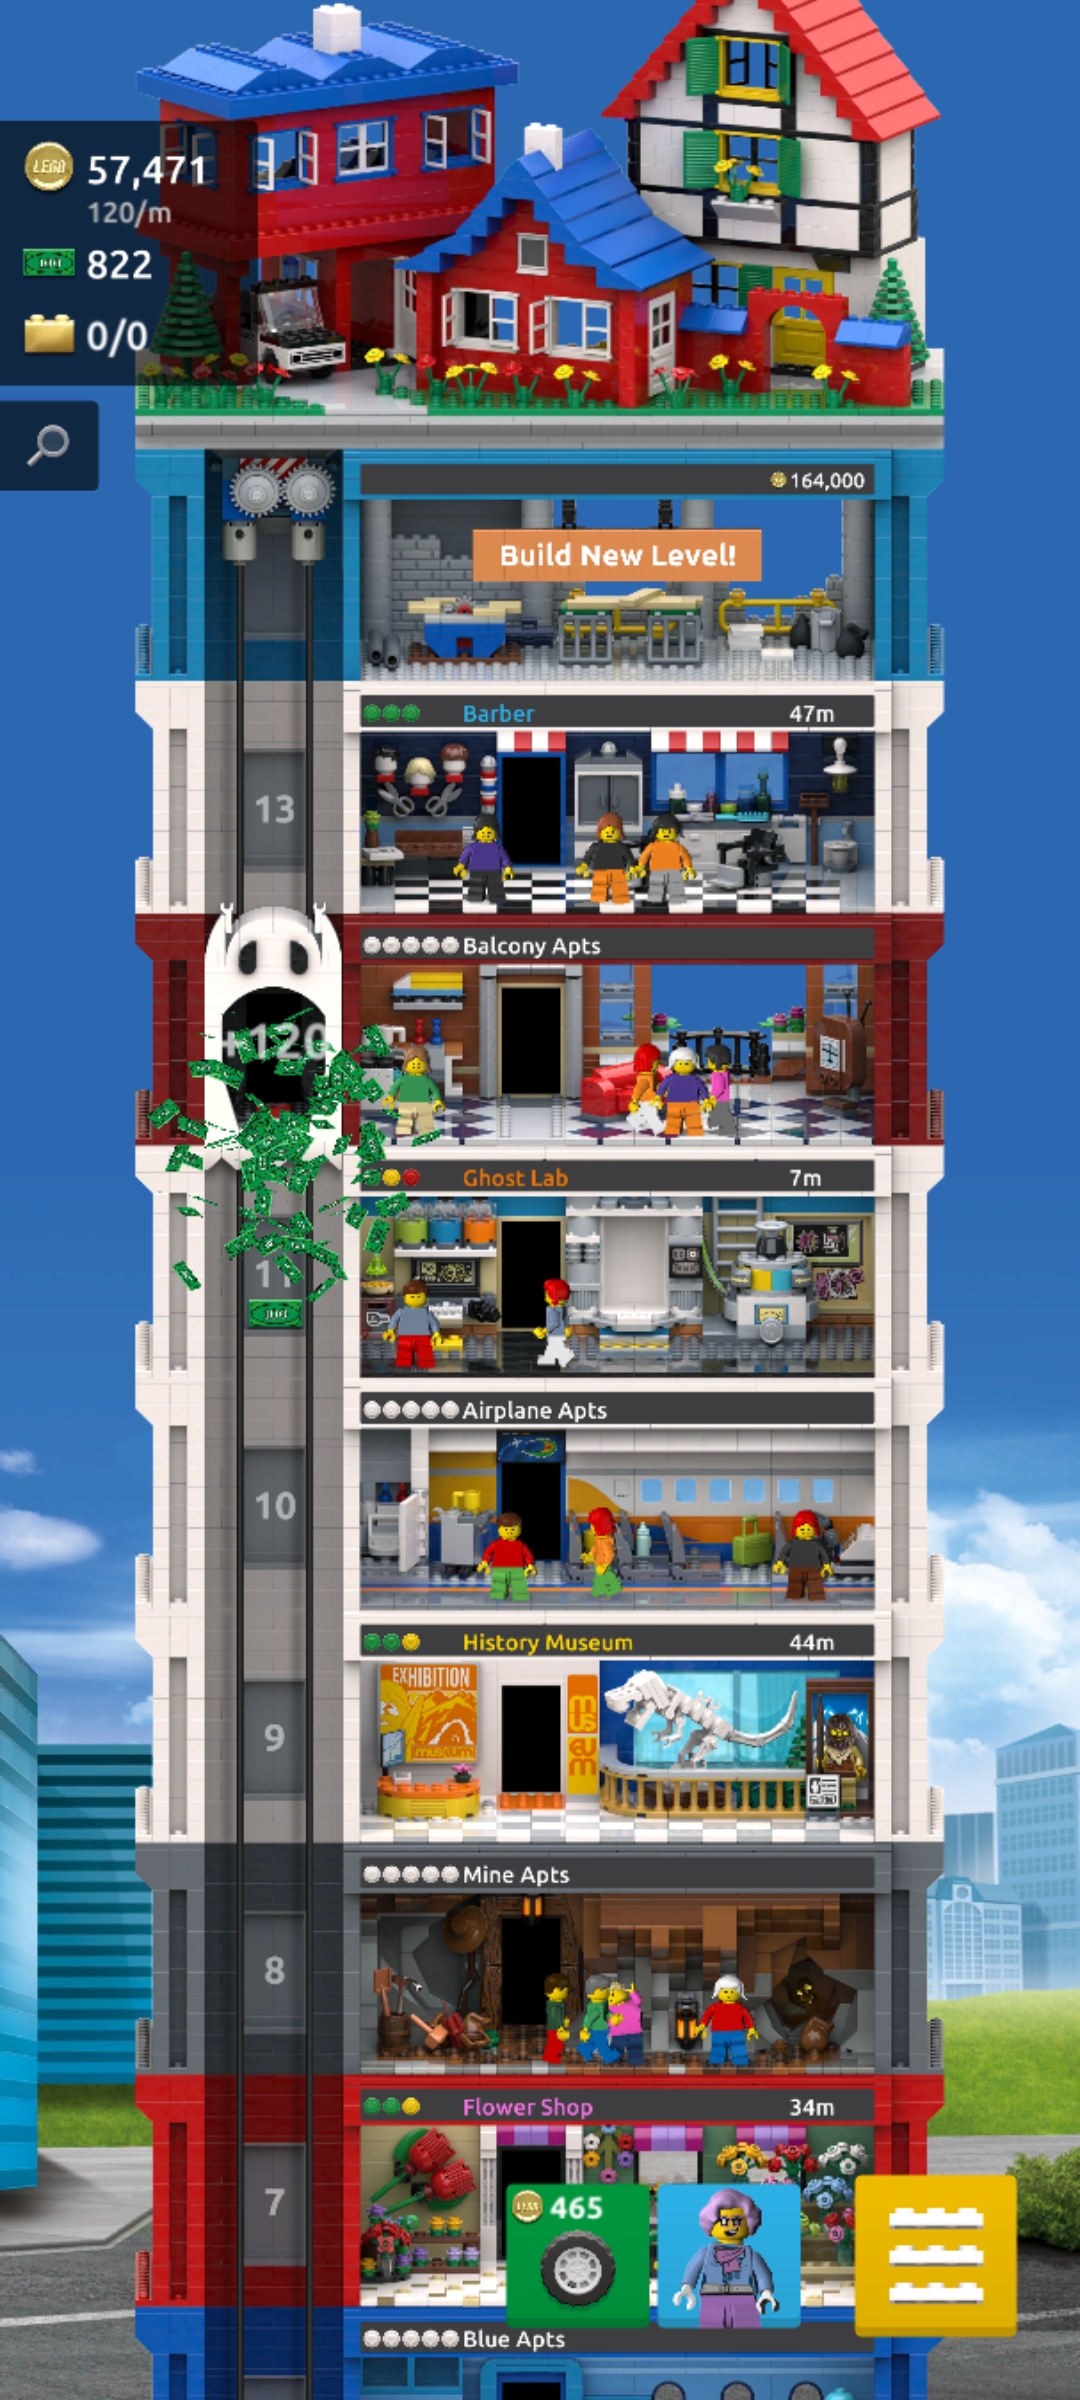 LEGO 57,471
120/m
822
0/0
164,000
Build New Level!
Barber 47m
13
Balcony Apts
+120
Ghost Lab 7m
11
Airplane Apts
10
History Museum 44m
EXHIBITION
museum
museum
9
Mine Apts
8
Flower Shop 34m
7
465
Blue Apts